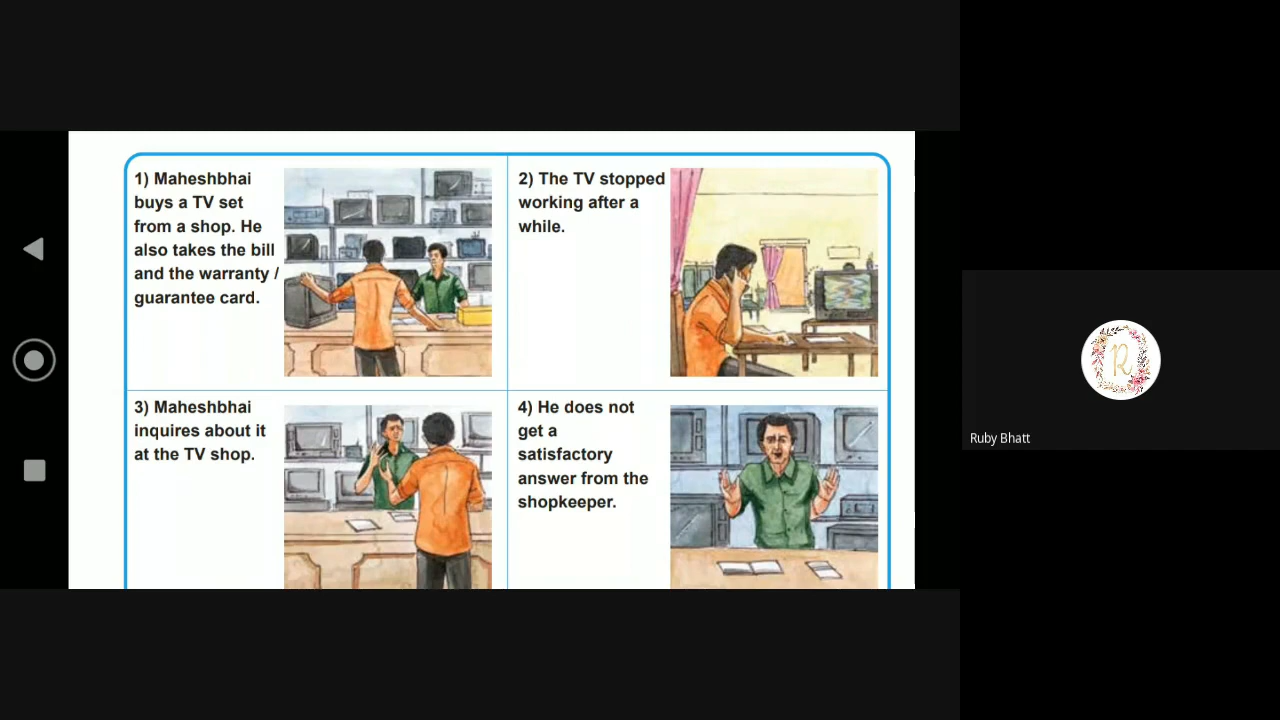 1) Maheshbhai
buys a TV set
from a shop. He
also takes the bill
and the warranty /
guarantee card.
2) The TV stopped
working after a
while.
3) Maheshbhai
inquires about it
at the TV shop.
4) He does not
get a
satisfactory
answer from the
shopkeeper.
R
Ruby Bhatt